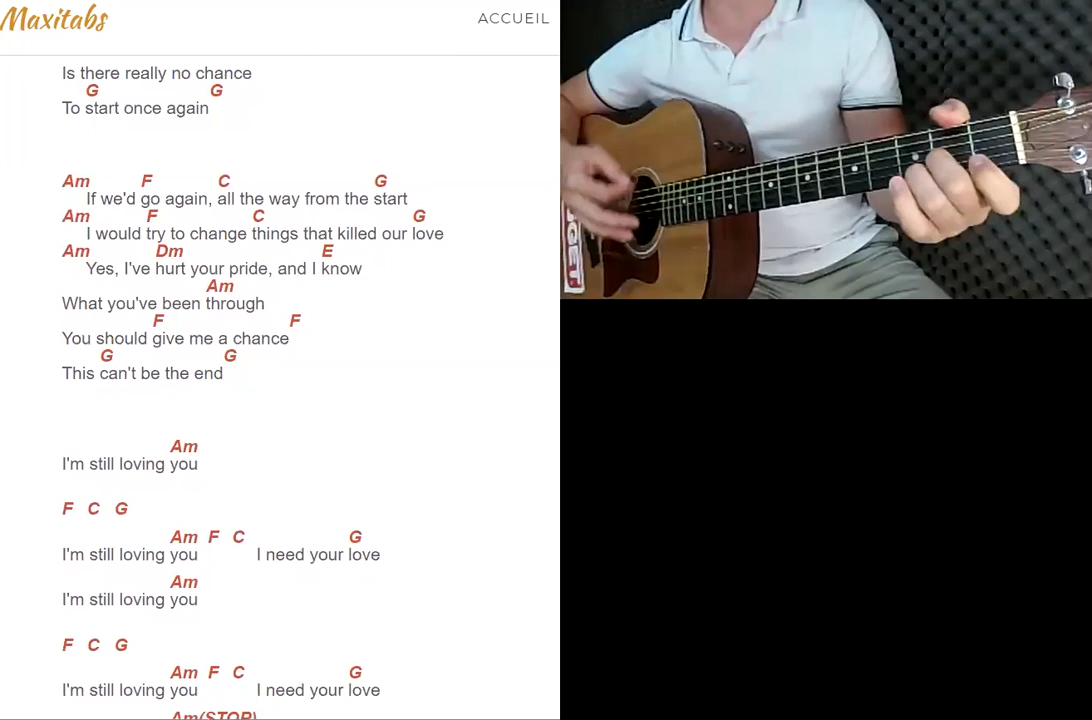 Maxitabs
ACCUEIL
Is there really no chance
G G
To start once again
Am F C G
If we'd go again, all the way from the start
Am F C G
I would try to change things that killed our love
Am Dm E
Yes, I've hurt your pride, and I know
Am
What you've been through
F F
You should give me a chance
G G
This can't be the end
Am
I'm still loving you
F C G
Am F C G
I'm still loving you I need your love
Am
I'm still loving you
F C G
Am F C G
I'm still loving you I need your love
Am(STOP)